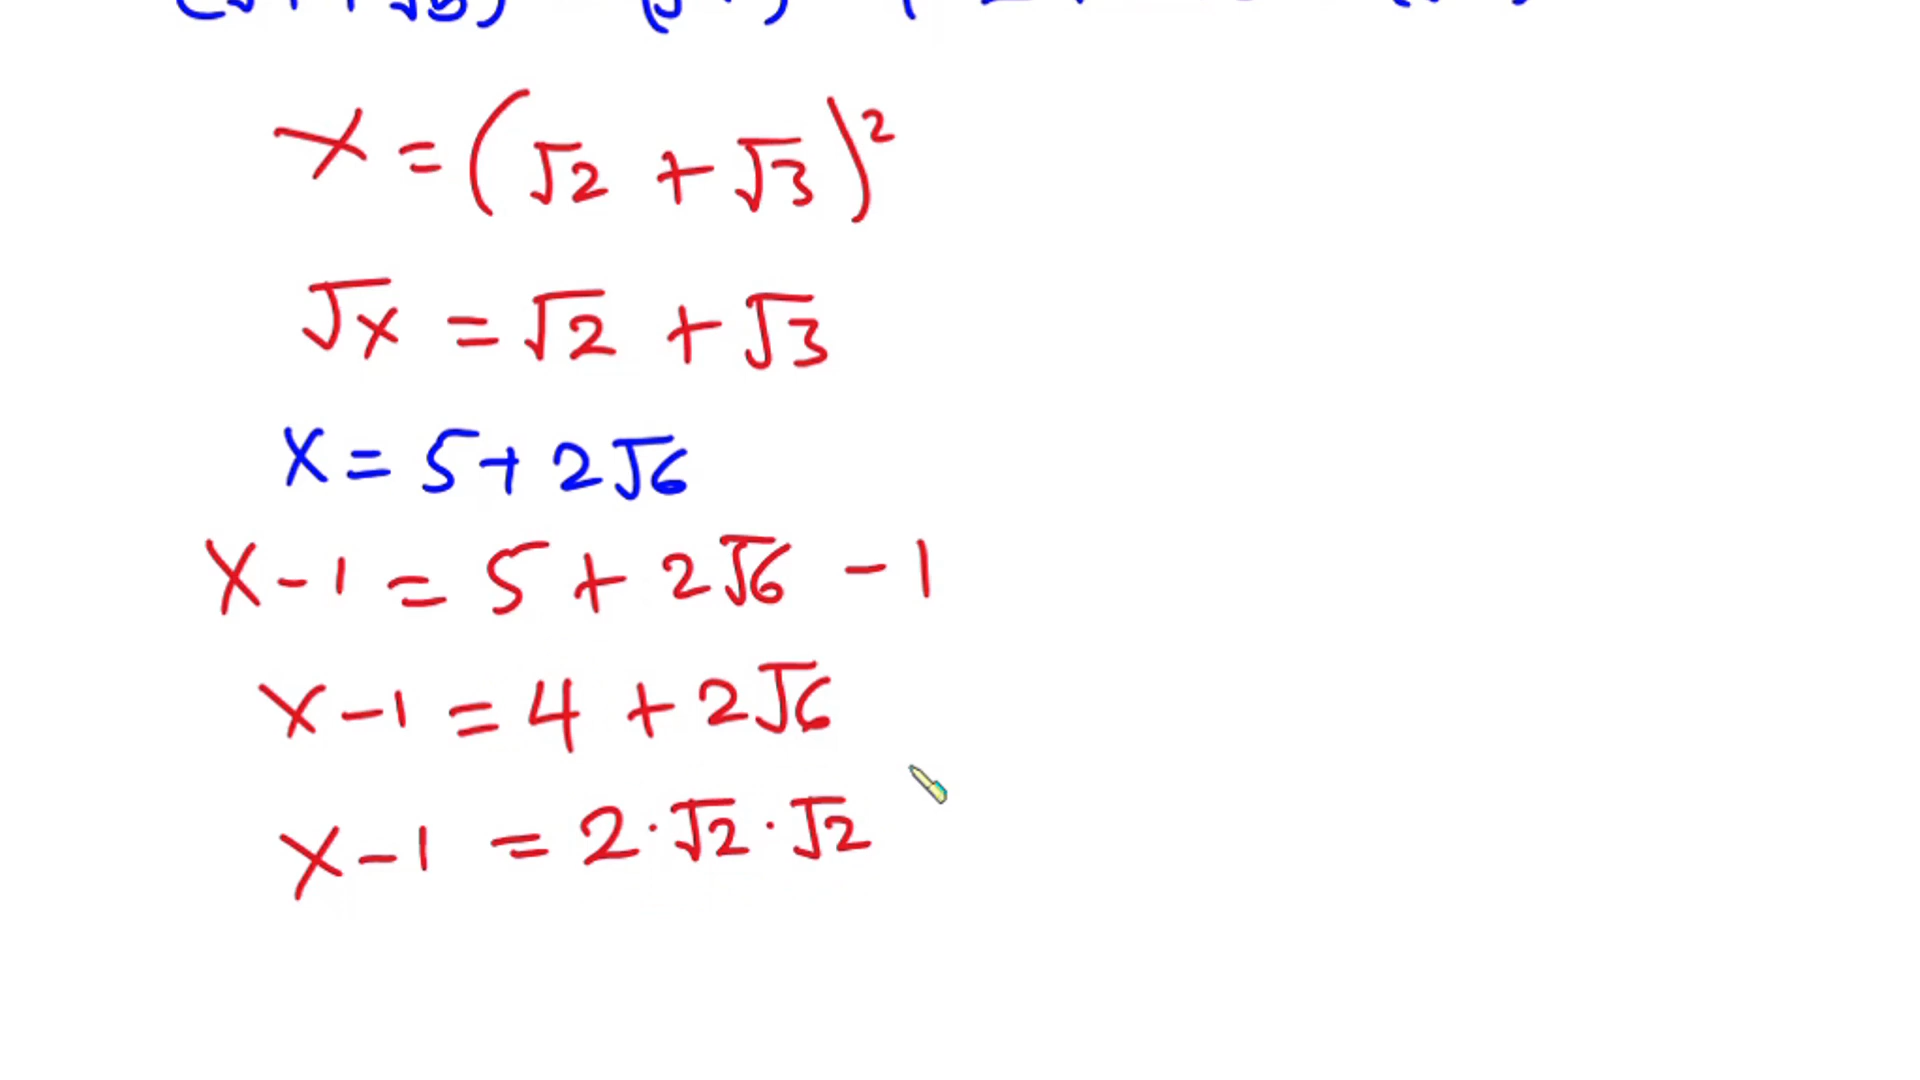 x = (√2 + √3)²
√x = √2 + √3
x = 5 + 2√6
x - 1 = 5 + 2√6 - 1
x - 1 = 4 + 2√6
x - 1 = 2 · √2 · √2